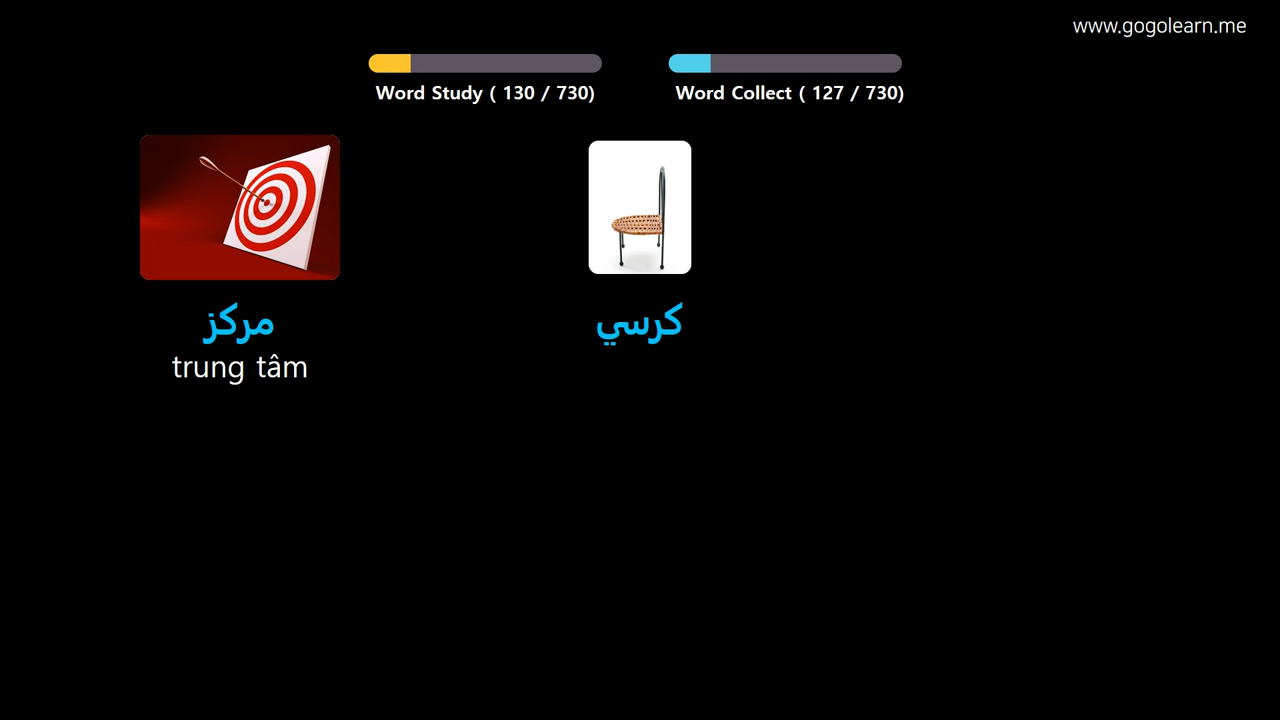 www.gogolearn.me
Word Study ( 130 / 730)
Word Collect ( 127 / 730)
مركز
trung tâm
كرسي